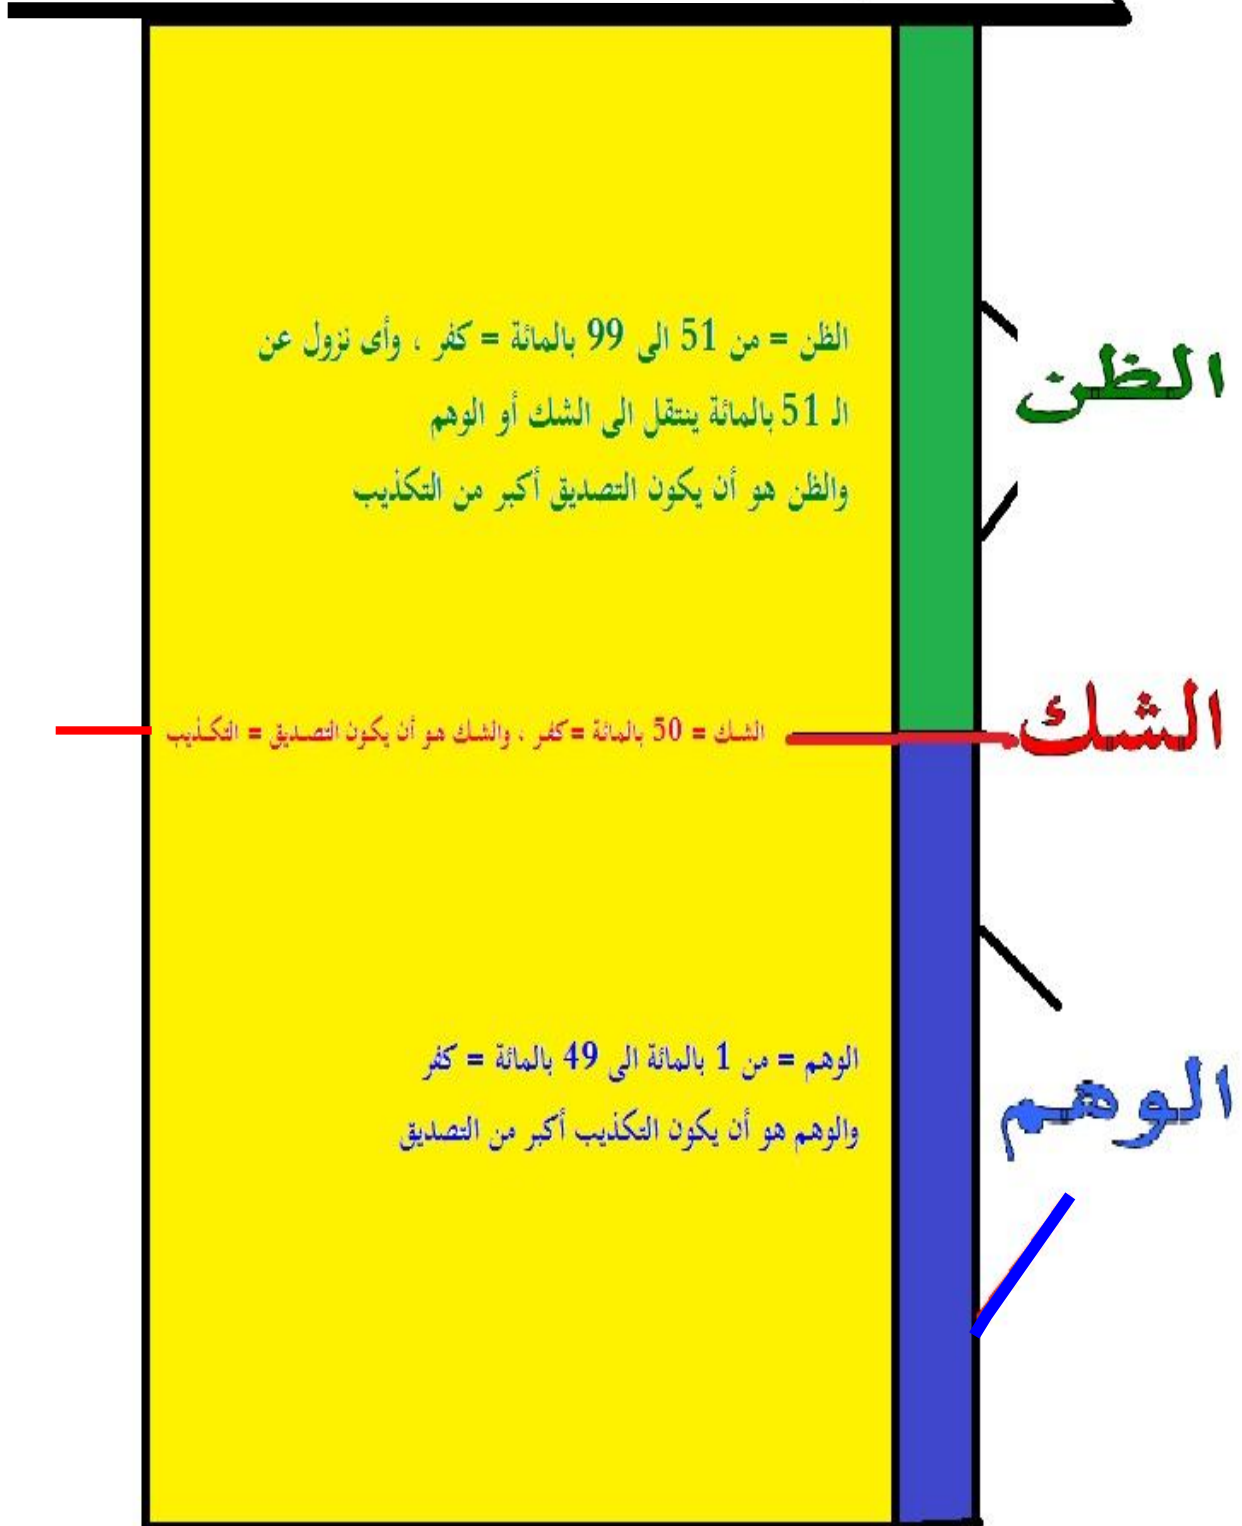 الظن = من 51 الى 99 بالمائة = كفر ، وأى نزول عن
الـ 51 بالمائة ينتقل الى الشك أو الوهم
والظن هو أن يكون التصديق أكبر من التكذيب
الظن
الشك
الشك = 50 بالمائة = كفر ، والشك هو أن يكون التصديق = التكذيب
الوهم = من 1 بالمائة الى 49 بالمائة = كفر
والوهم هو أن يكون التكذيب أكبر من التصديق
الوهم